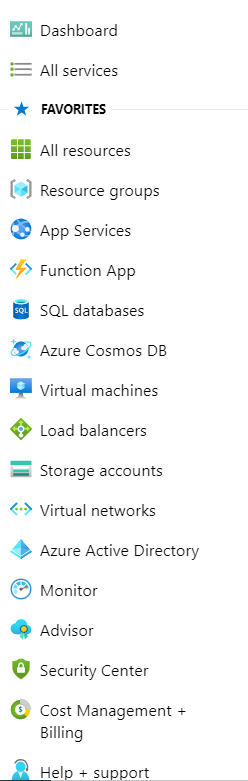 Dashboard
All services
FAVORITES
All resources
Resource groups
App Services
Function App
SQL databases
SQL
Azure Cosmos DB
Virtual machines
Load balancers
Storage accounts
Virtual networks
Azure Active Directory
Monitor
Advisor
Security Center
$
Cost Management +
Billing
Help + support